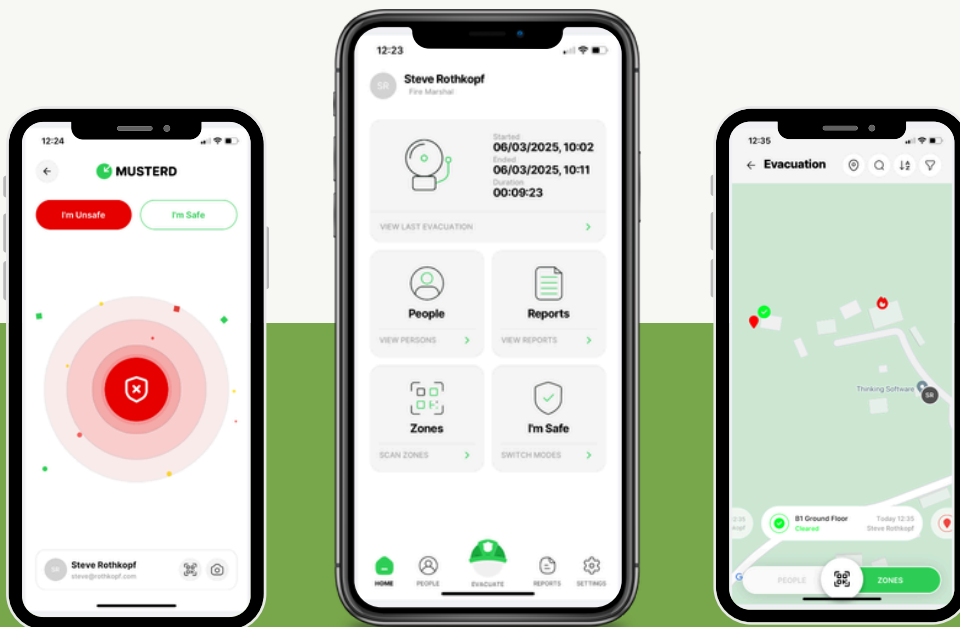 12:24
MUSTERD
I'm Unsafe
I'm Safe
SR
Steve Rothkopf
steve@rothkopf.com
12:23
SR
Steve Rothkopf
Fire Marshal
Started
06/03/2025, 10:02
Ended
06/03/2025, 10:11
Duration
00:09:23
VIEW LAST EVACUATION
People
VIEW PERSONS
Reports
VIEW REPORTS
Zones
SCAN ZONES
I'm Safe
SWITCH MODES
HOME
PEOPLE
EVACUATE
REPORTS
SETTINGS
12:35
Evacuation
Thinking Software
SR
B1 Ground Floor
Today 12:35
Cleared
Steve Rothkopf
PEOPLE
ZONES